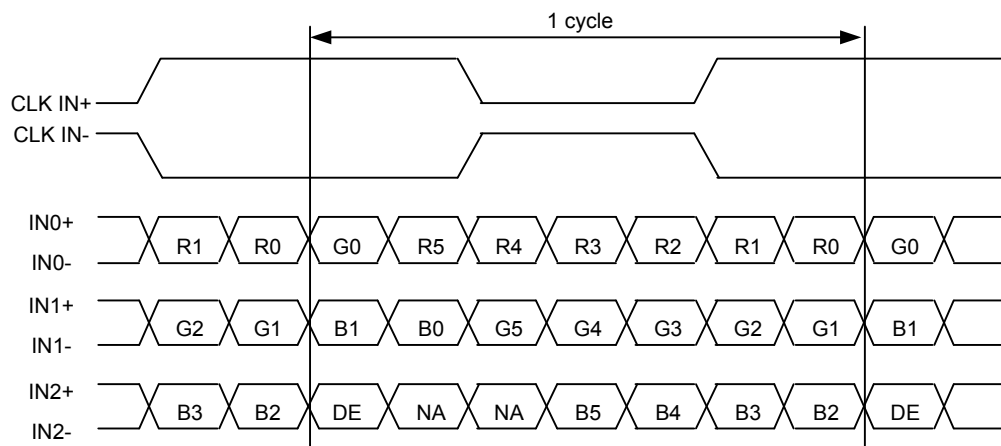 1 cycle
CLK IN+
CLK IN-
IN0+
R1 R0 G0 R5 R4 R3 R2 R1 R0 G0
IN0-
IN1+
G2 G1 B1 B0 G5 G4 G3 G2 G1 B1
IN1-
IN2+
B3 B2 DE NA NA B5 B4 B3 B2 DE
IN2-